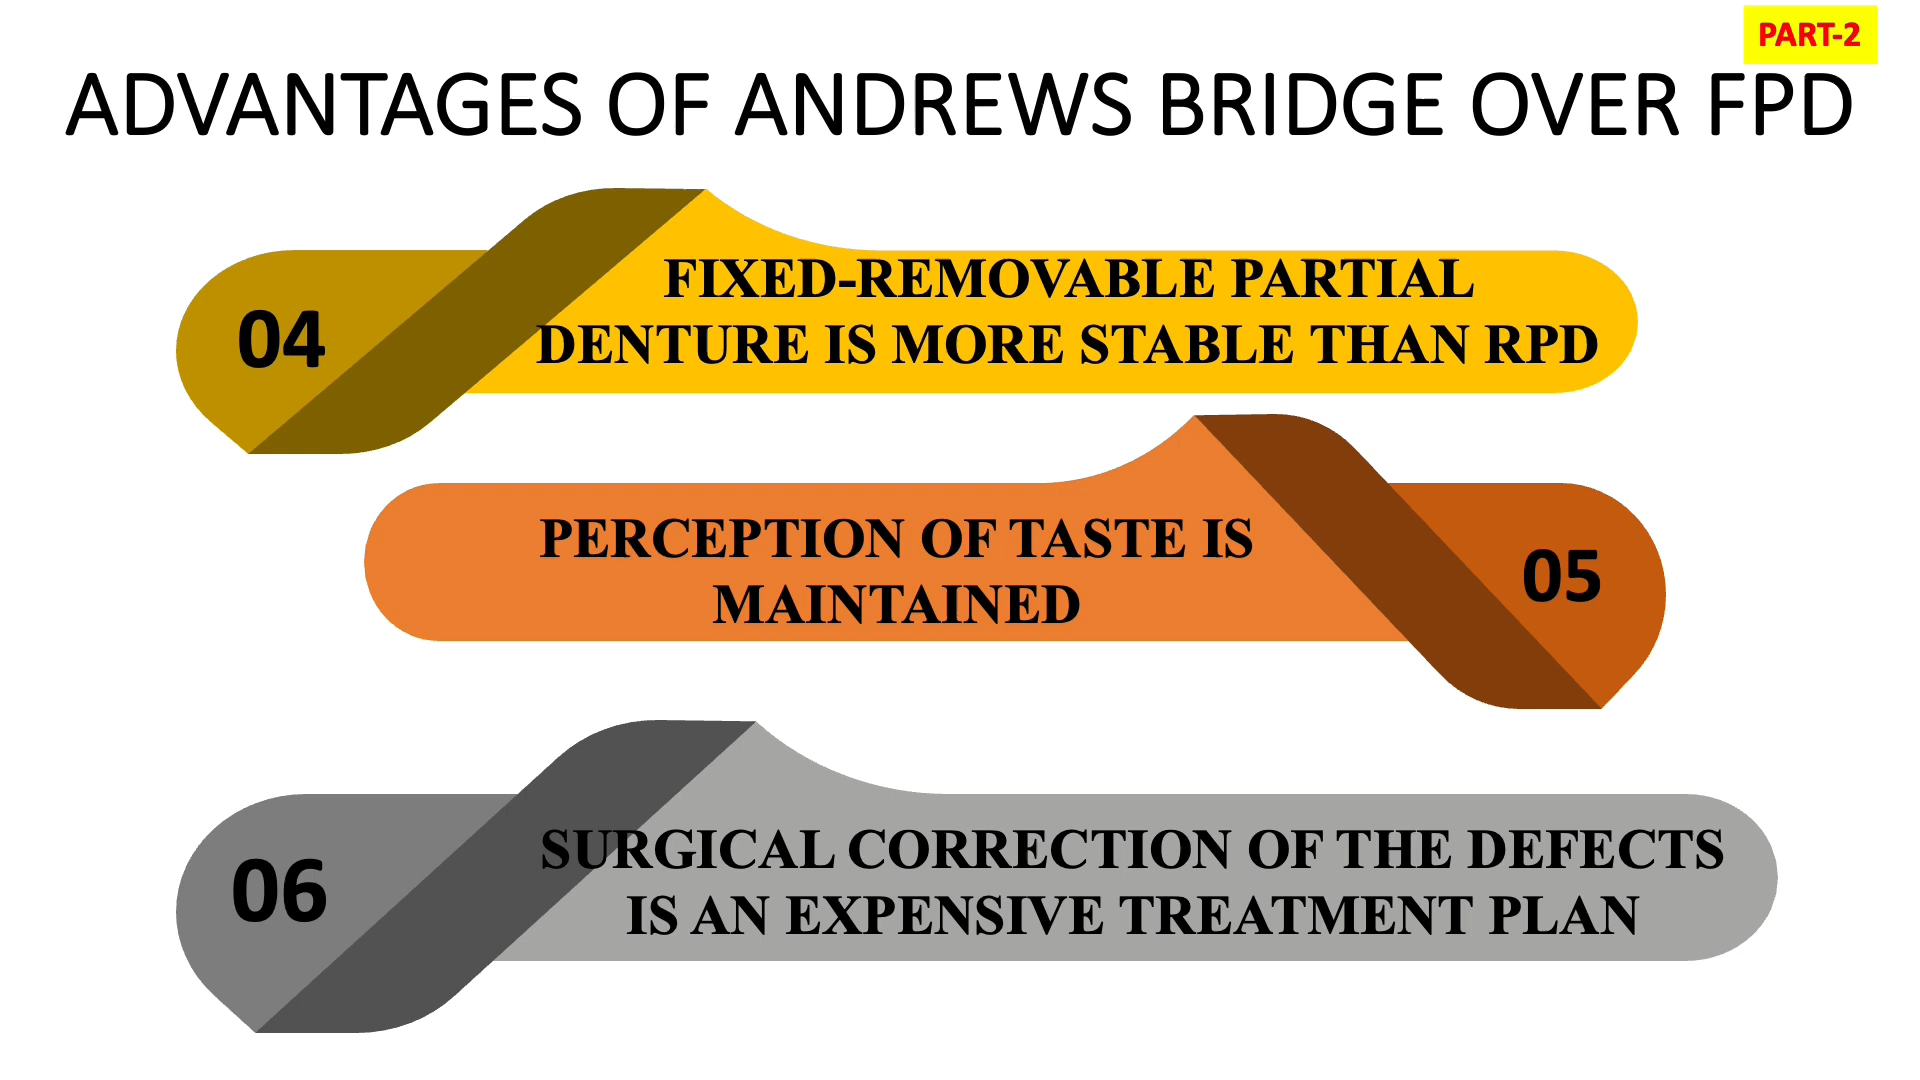 PART-2
ADVANTAGES OF ANDREWS BRIDGE OVER FPD
04
FIXED-REMOVABLE PARTIAL
DENTURE IS MORE STABLE THAN RPD
PERCEPTION OF TASTE IS
MAINTAINED
05
06
SURGICAL CORRECTION OF THE DEFECTS
IS AN EXPENSIVE TREATMENT PLAN